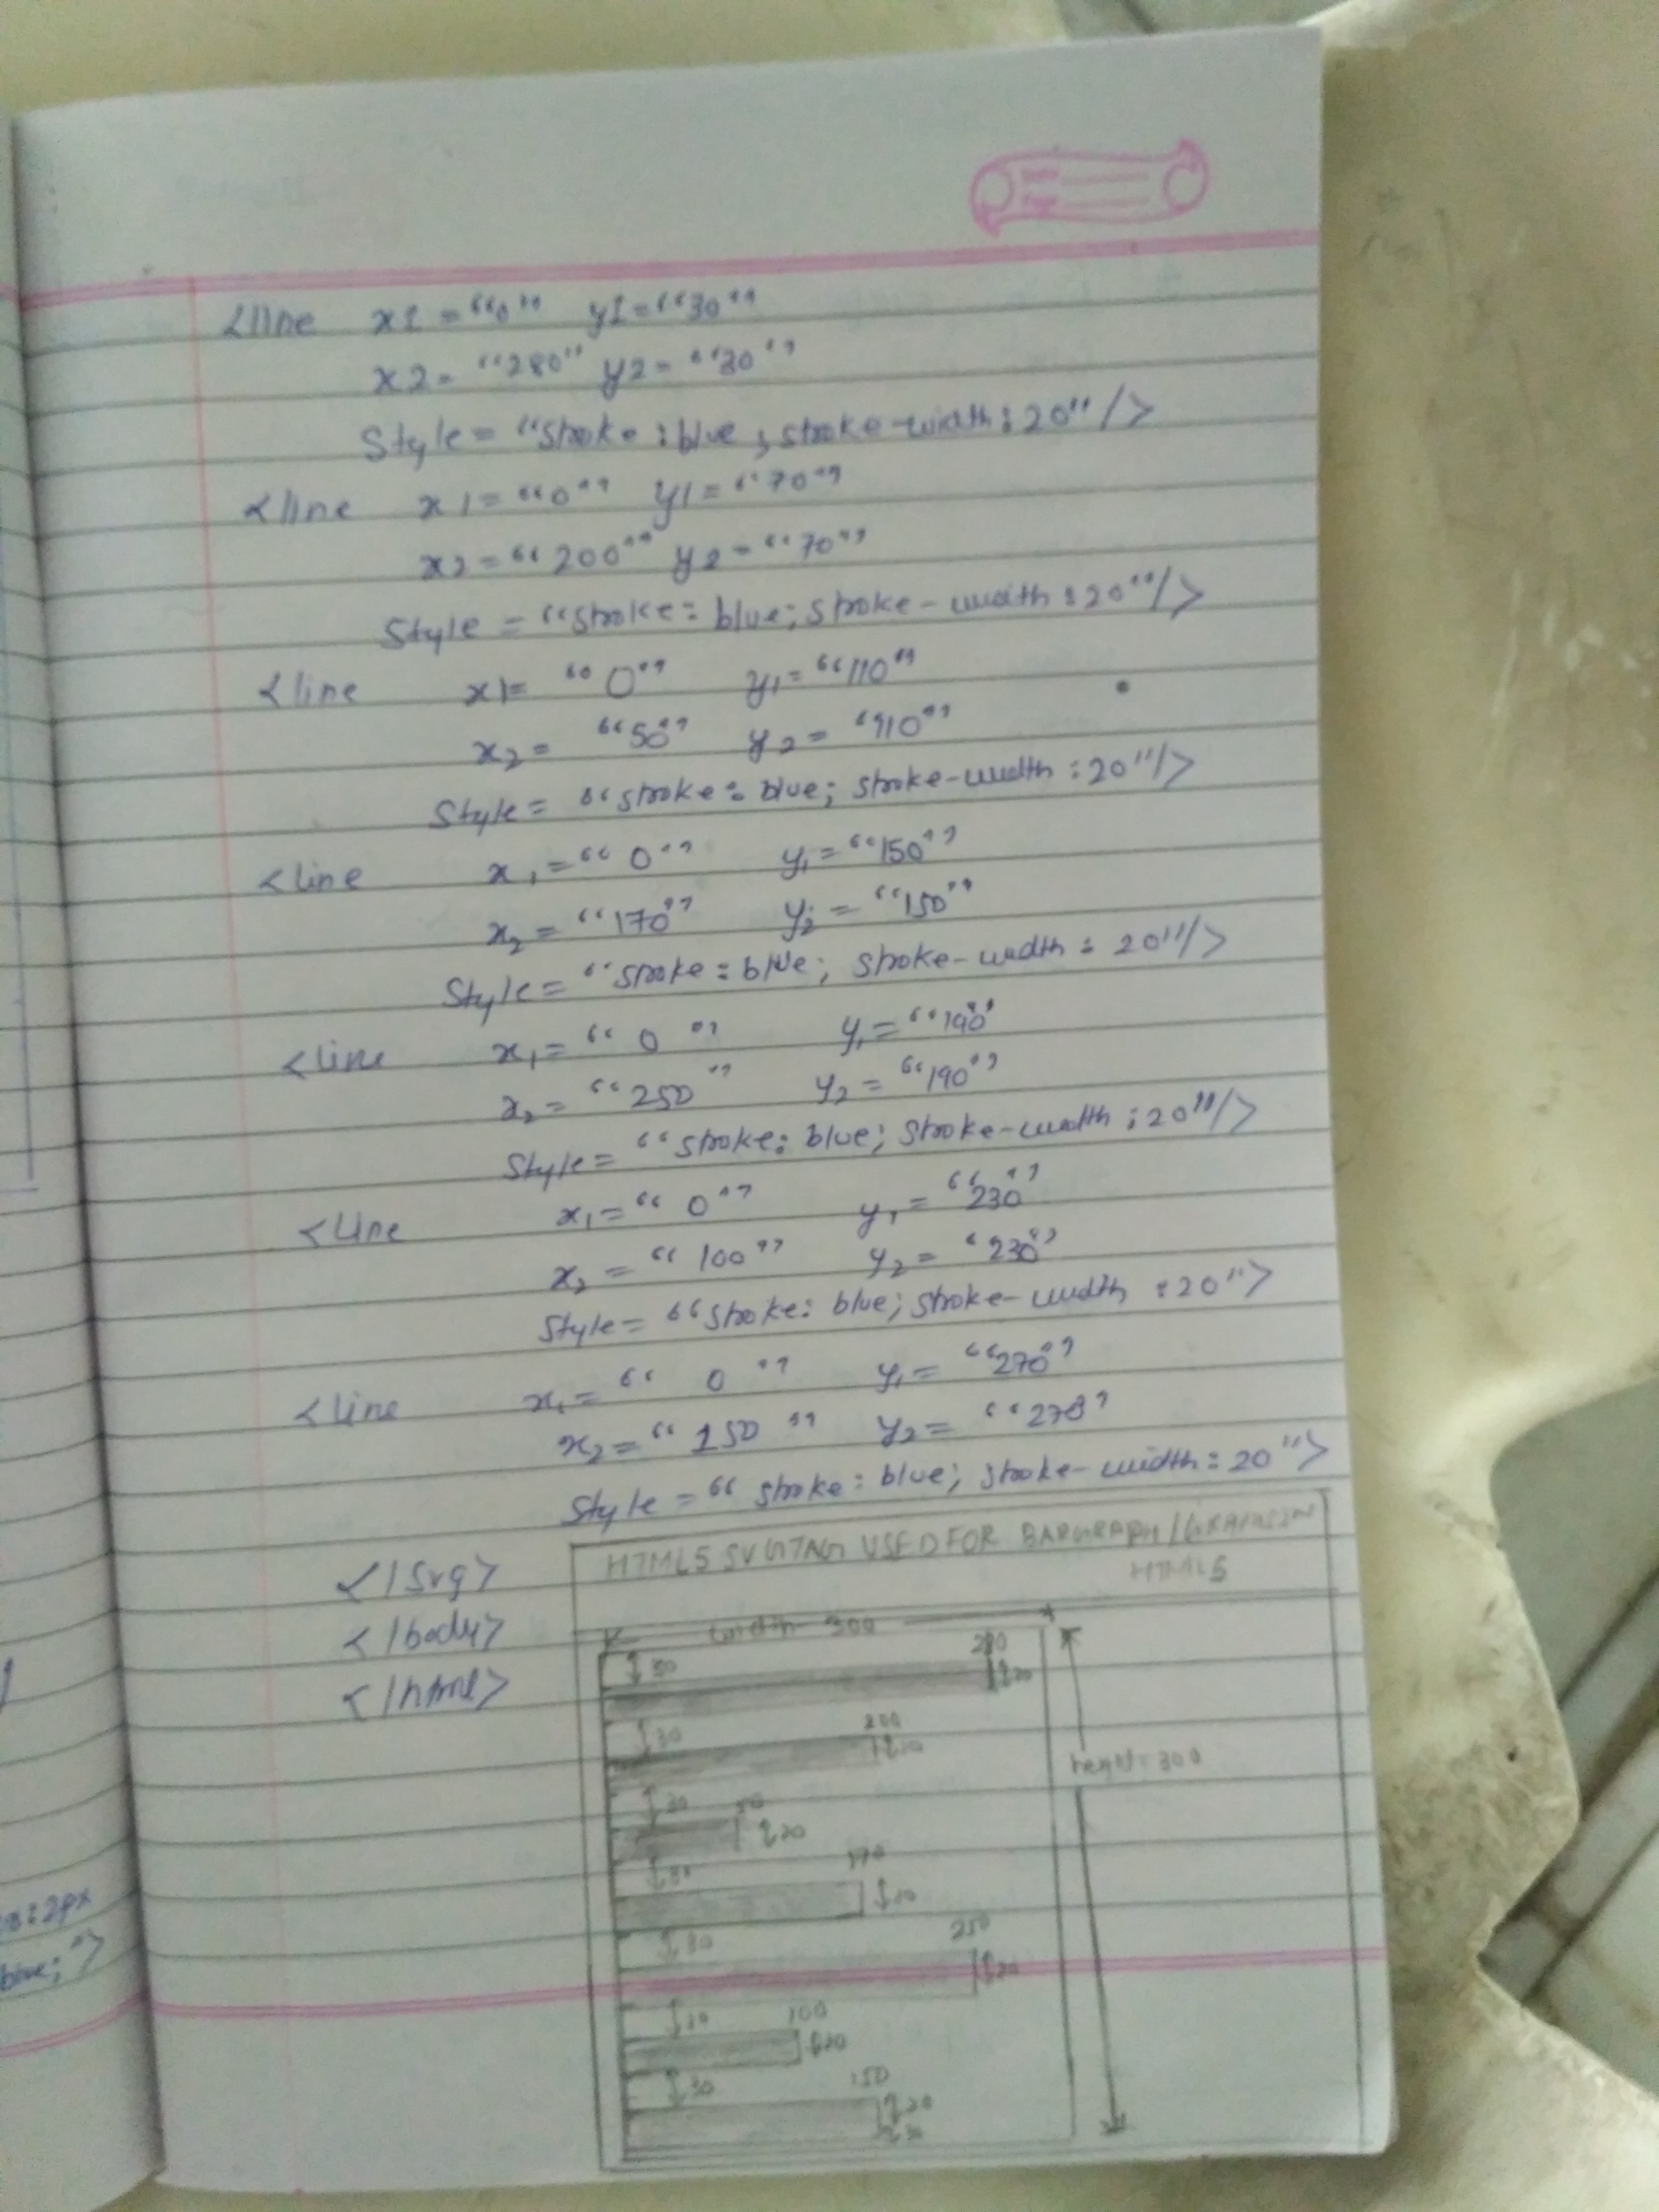 <line x1 = "0" y1 = "30"
x2 = "280" y2 = "30"
Style = "Stroke : blue ; stroke-width : 20" />
<line x1 = "0" y1 = "70"
x2 = "200" y2 = "70"
Style = "stroke : blue; stroke-width : 20"/>
<line x1 = "0" y1 = "110"
x2 = "50" y2 = "110"
Style = "stroke : blue; stroke-width : 20"/>
<line x1 = "0" y1 = "150"
x2 = "170" y2 = "150"
Style = "stroke : blue; stroke-width : 20"/>
<line x1 = "0" y1 = "190"
x2 = "250" y2 = "190"
Style = "stroke: blue; stroke-width : 20"/>
<line x1 = "0" y1 = "230"
x2 = "100" y2 = "230"
Style = "stroke: blue; stroke-width : 20">
<line x1 = "0" y1 = "270"
x2 = "150" y2 = "270"
Style = "stroke : blue; stroke-width : 20">
</svg>
</body>
</html>
HTML5 SVG TAG USED FOR BARGRAPH /
HTML5
width 300
30 280 20
30 200 20
30 50 20
30 170 20
30 250 20
100 20
30 150 20
height = 300
: 2px
blue; ">